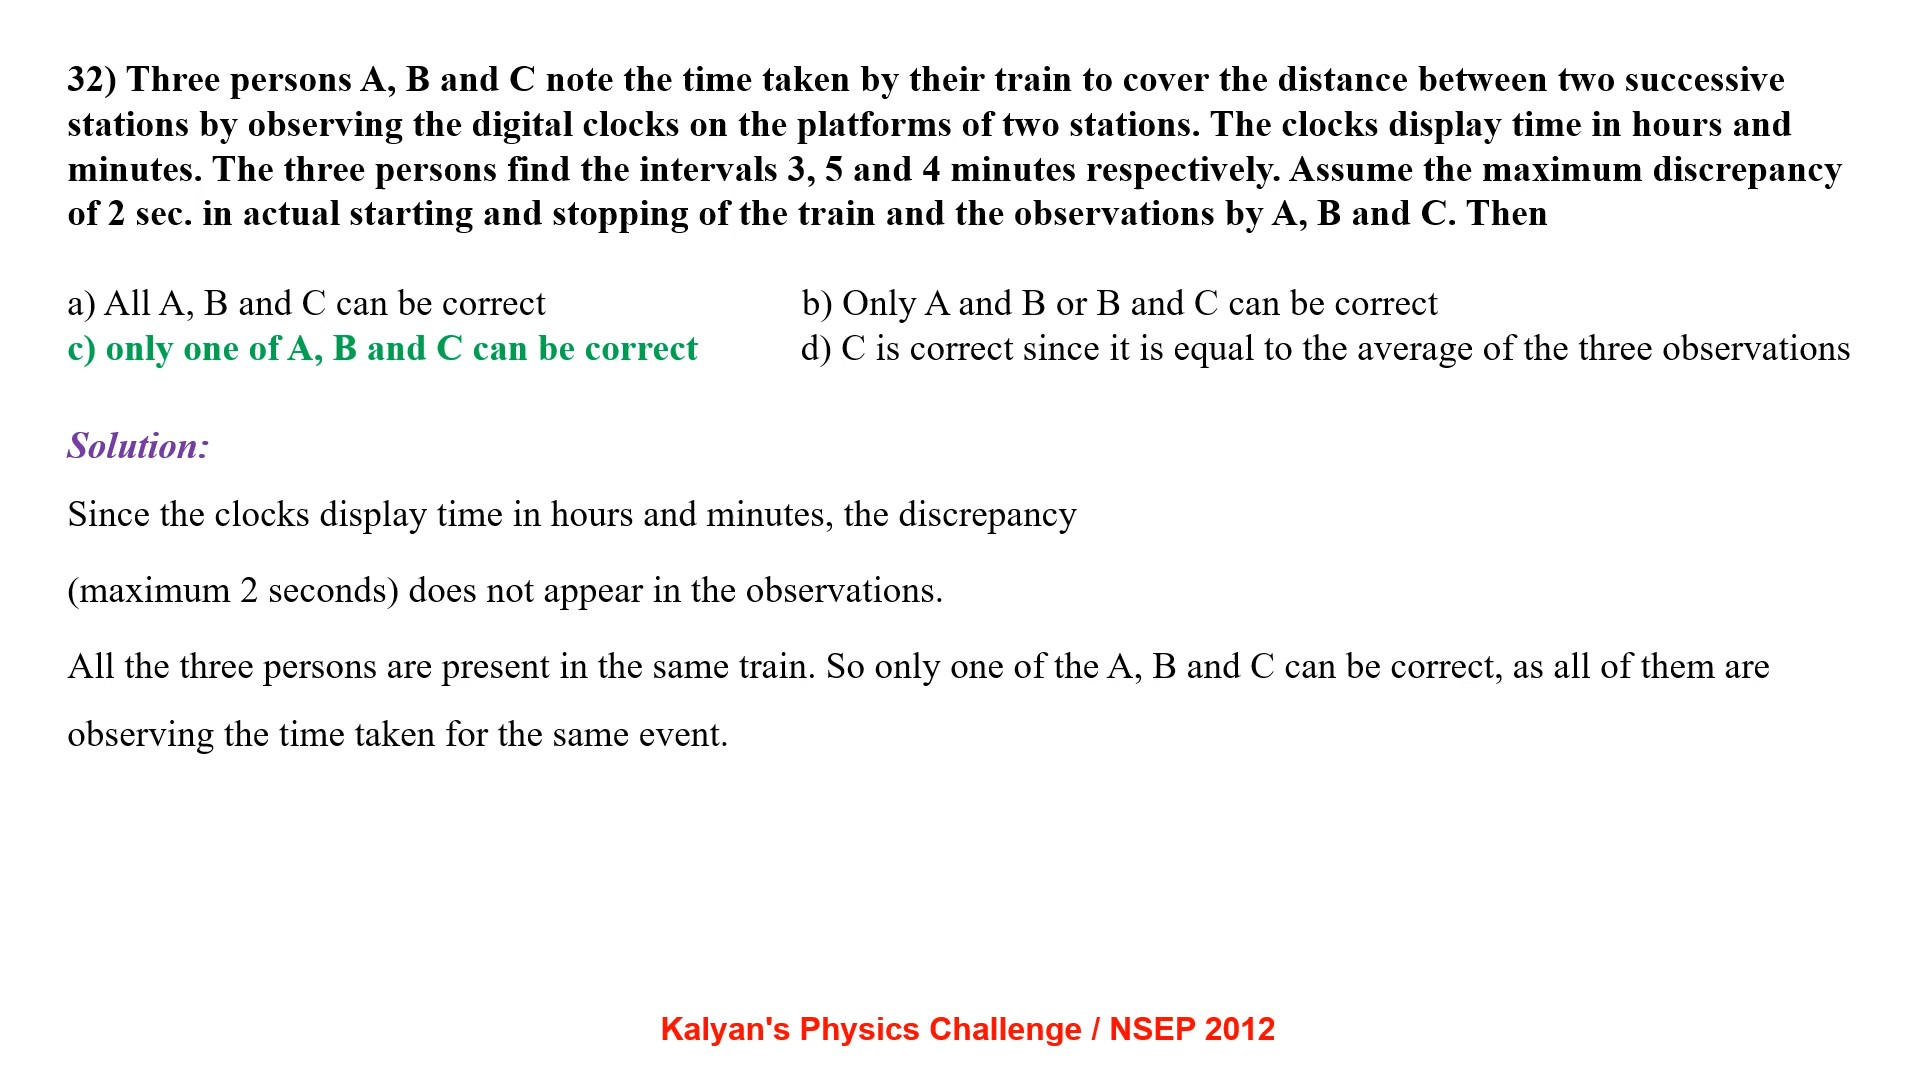 32) Three persons A, B and C note the time taken by their train to cover the distance between two successive
stations by observing the digital clocks on the platforms of two stations. The clocks display time in hours and
minutes. The three persons find the intervals 3, 5 and 4 minutes respectively. Assume the maximum discrepancy
of 2 sec. in actual starting and stopping of the train and the observations by A, B and C. Then
a) All A, B and C can be correct
b) Only A and B or B and C can be correct
c) only one of A, B and C can be correct
d) C is correct since it is equal to the average of the three observations
Solution:
Since the clocks display time in hours and minutes, the discrepancy
(maximum 2 seconds) does not appear in the observations.
All the three persons are present in the same train. So only one of the A, B and C can be correct, as all of them are
observing the time taken for the same event.
Kalyan's Physics Challenge / NSEP 2012